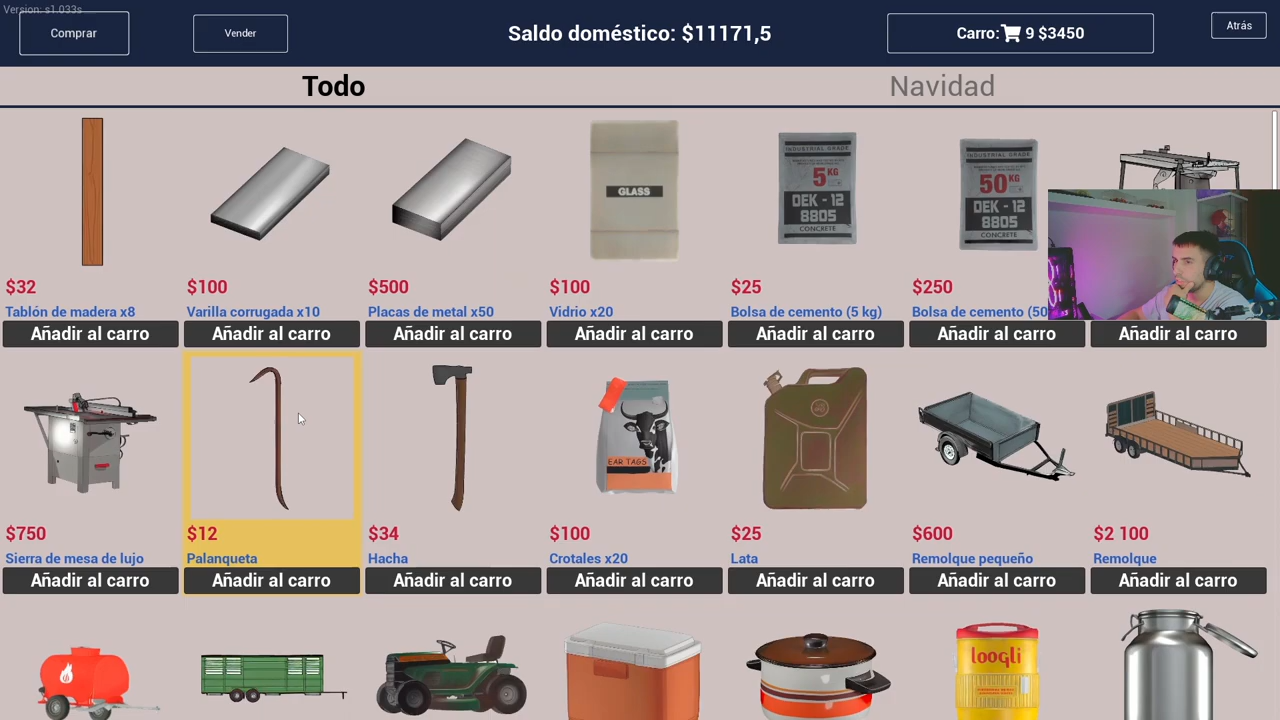 Version: s1.033s
Comprar
Vender
Saldo doméstico: $11171,5
Carro: 9 $3450
Atrás
Todo
Navidad
GLASS
INDUSTRIAL GRADE
5 KG
DEK - 12
8805
CONCRETE
INDUSTRIAL GRADE
50 KG
DEK - 12
8805
CONCRETE
$32
$100
$500
$100
$25
$250
Tablón de madera x8
Varilla corrugada x10
Placas de metal x50
Vidrio x20
Bolsa de cemento (5 kg)
Bolsa de cemento (50
Añadir al carro
Añadir al carro
Añadir al carro
Añadir al carro
Añadir al carro
Añadir al carro
Añadir al carro
EAR TAGS
$750
$12
$34
$100
$25
$600
$2 100
Sierra de mesa de lujo
Palanqueta
Hacha
Crotales x20
Lata
Remolque pequeño
Remolque
Añadir al carro
Añadir al carro
Añadir al carro
Añadir al carro
Añadir al carro
Añadir al carro
Añadir al carro
loogli